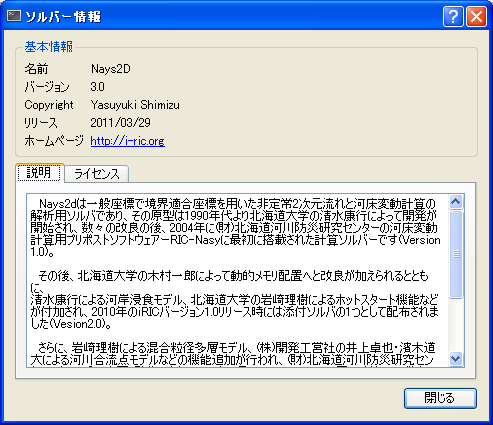 ソルバー情報
基本情報
名前 Nays2D
バージョン 3.0
Copyright Yasuyuki Shimizu
リリース 2011/03/29
ホームページ http://i-ric.org
説明 ライセンス
Nays2dは一般座標で境界適合座標を用いた非定常2次元流れと河床変動計算の
解析用ソルバであり、その原型は1990年代より北海道大学の清水康行によって開発が
開始され、数々の改良の後、2004年に(財)北海道河川防災研究センターの河床変動
計算用プリポストソフトウェアーRIC-Nasyに最初に搭載された計算ソルバーです(Version
1.0)。
その後、北海道大学の木村一郎によって動的メモリ配置へと改良が加えられるととも
に、
清水康行による河岸浸食モデル、北海道大学の岩崎理樹によるホットスタート機能など
が付加され、2010年のiRICバージョン1.0リリース時には添付ソルバの1つとして配布されま
した(Vesion2.0)。
さらに、岩崎理樹による混合粒径多層モデル、(株)開発工営社の井上卓也・濱木道
大による河川合流点モデルなどの機能追加が行われ、(財)北海道河川防災研究セン
閉じる